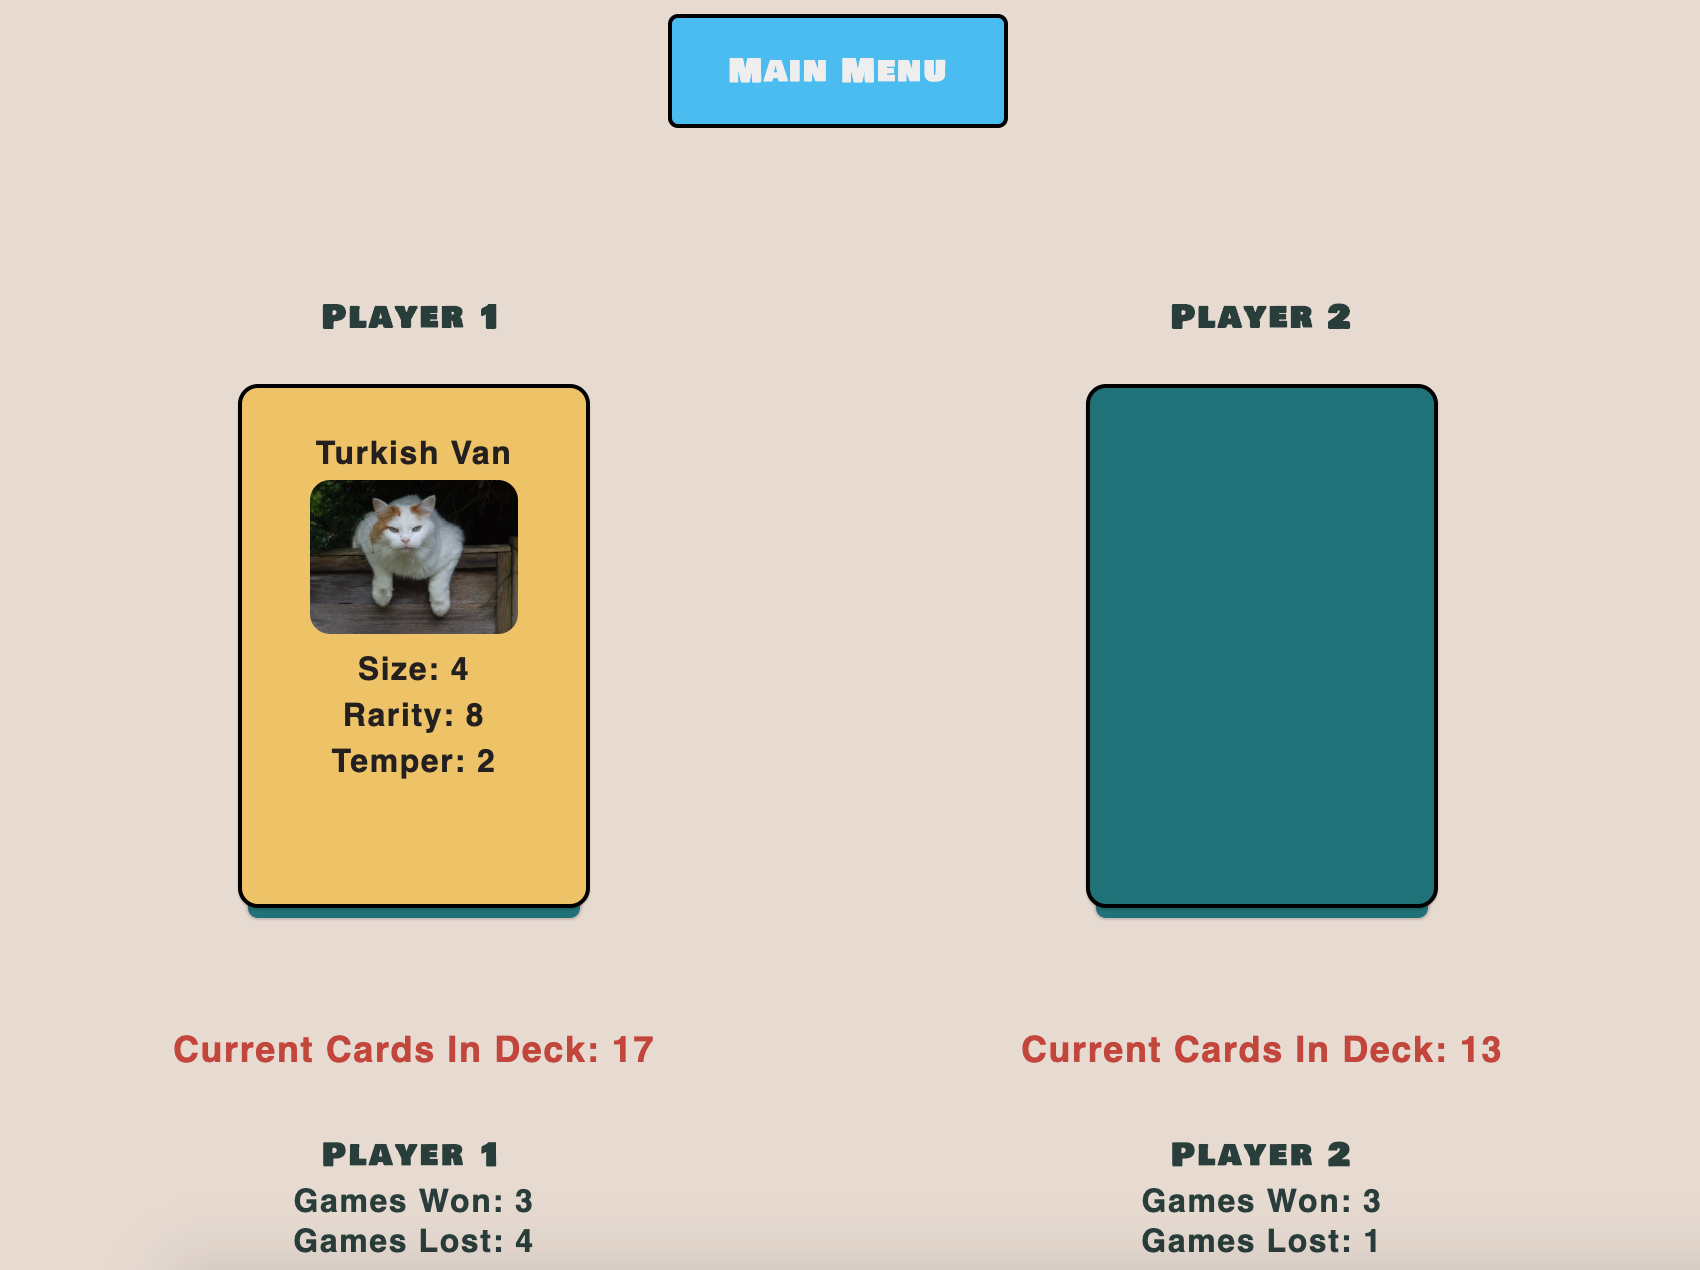 Main Menu
Player 1
Player 2
Turkish Van
Size: 4
Rarity: 8
Temper: 2
Current Cards In Deck: 17
Current Cards In Deck: 13
Player 1
Games Won: 3
Games Lost: 4
Player 2
Games Won: 3
Games Lost: 1